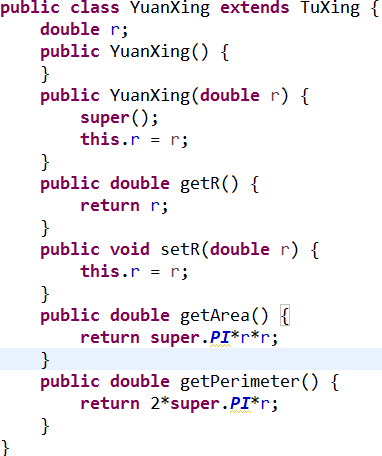 public class YuanXing extends TuXing {
    double r;
    public YuanXing() {
    }
    public YuanXing(double r) {
        super();
        this.r = r;
    }
    public double getR() {
        return r;
    }
    public void setR(double r) {
        this.r = r;
    }
    public double getArea() {
        return super.PI*r*r;
    }
    public double getPerimeter() {
        return 2*super.PI*r;
    }
}